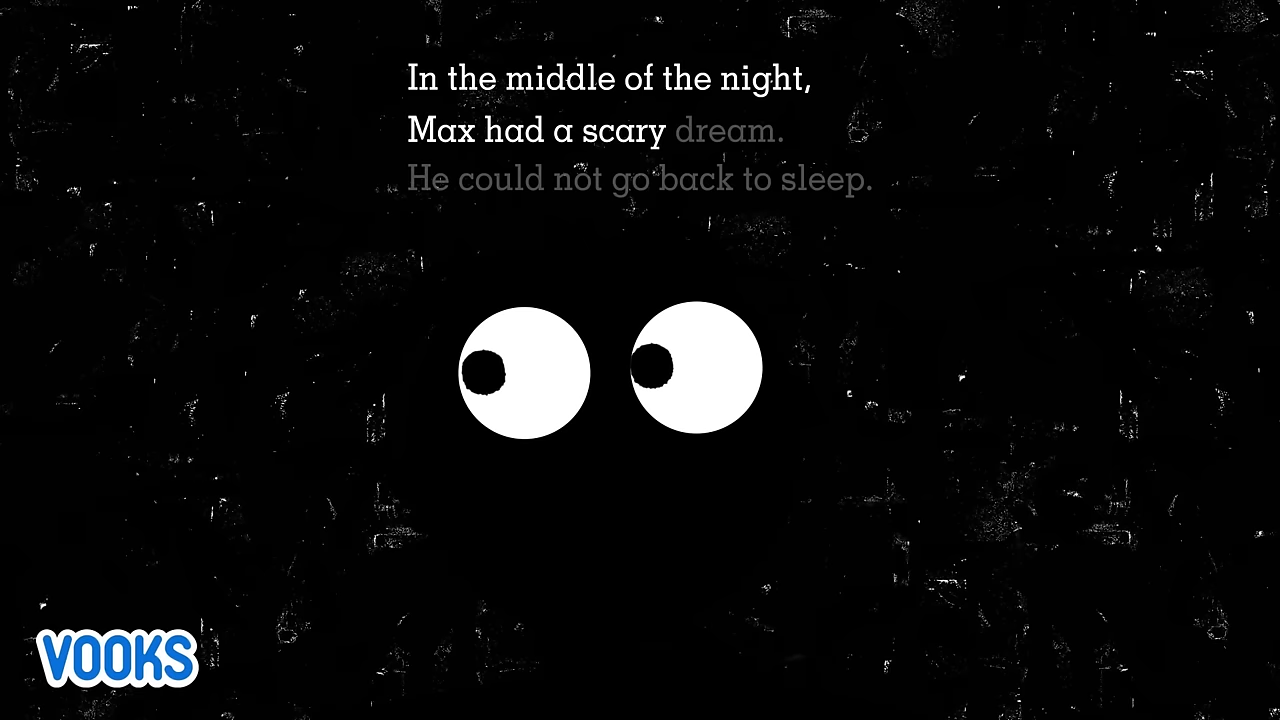 In the middle of the night,
Max had a scary dream.
He could not go back to sleep.
VOOKS